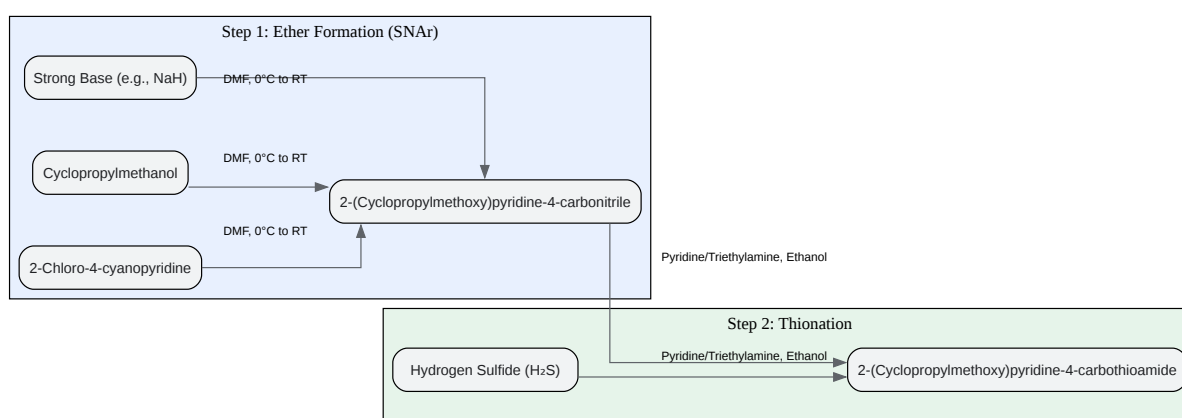 Step 1: Ether Formation (SNAr)
Strong Base (e.g., NaH)
DMF, 0°C to RT
DMF, 0°C to RT
Cyclopropylmethanol
2-(Cyclopropylmethoxy)pyridine-4-carbonitrile
DMF, 0°C to RT
2-Chloro-4-cyanopyridine
Pyridine/Triethylamine, Ethanol
Step 2: Thionation
Pyridine/Triethylamine, Ethanol
Hydrogen Sulfide (H₂S)
2-(Cyclopropylmethoxy)pyridine-4-carbothioamide